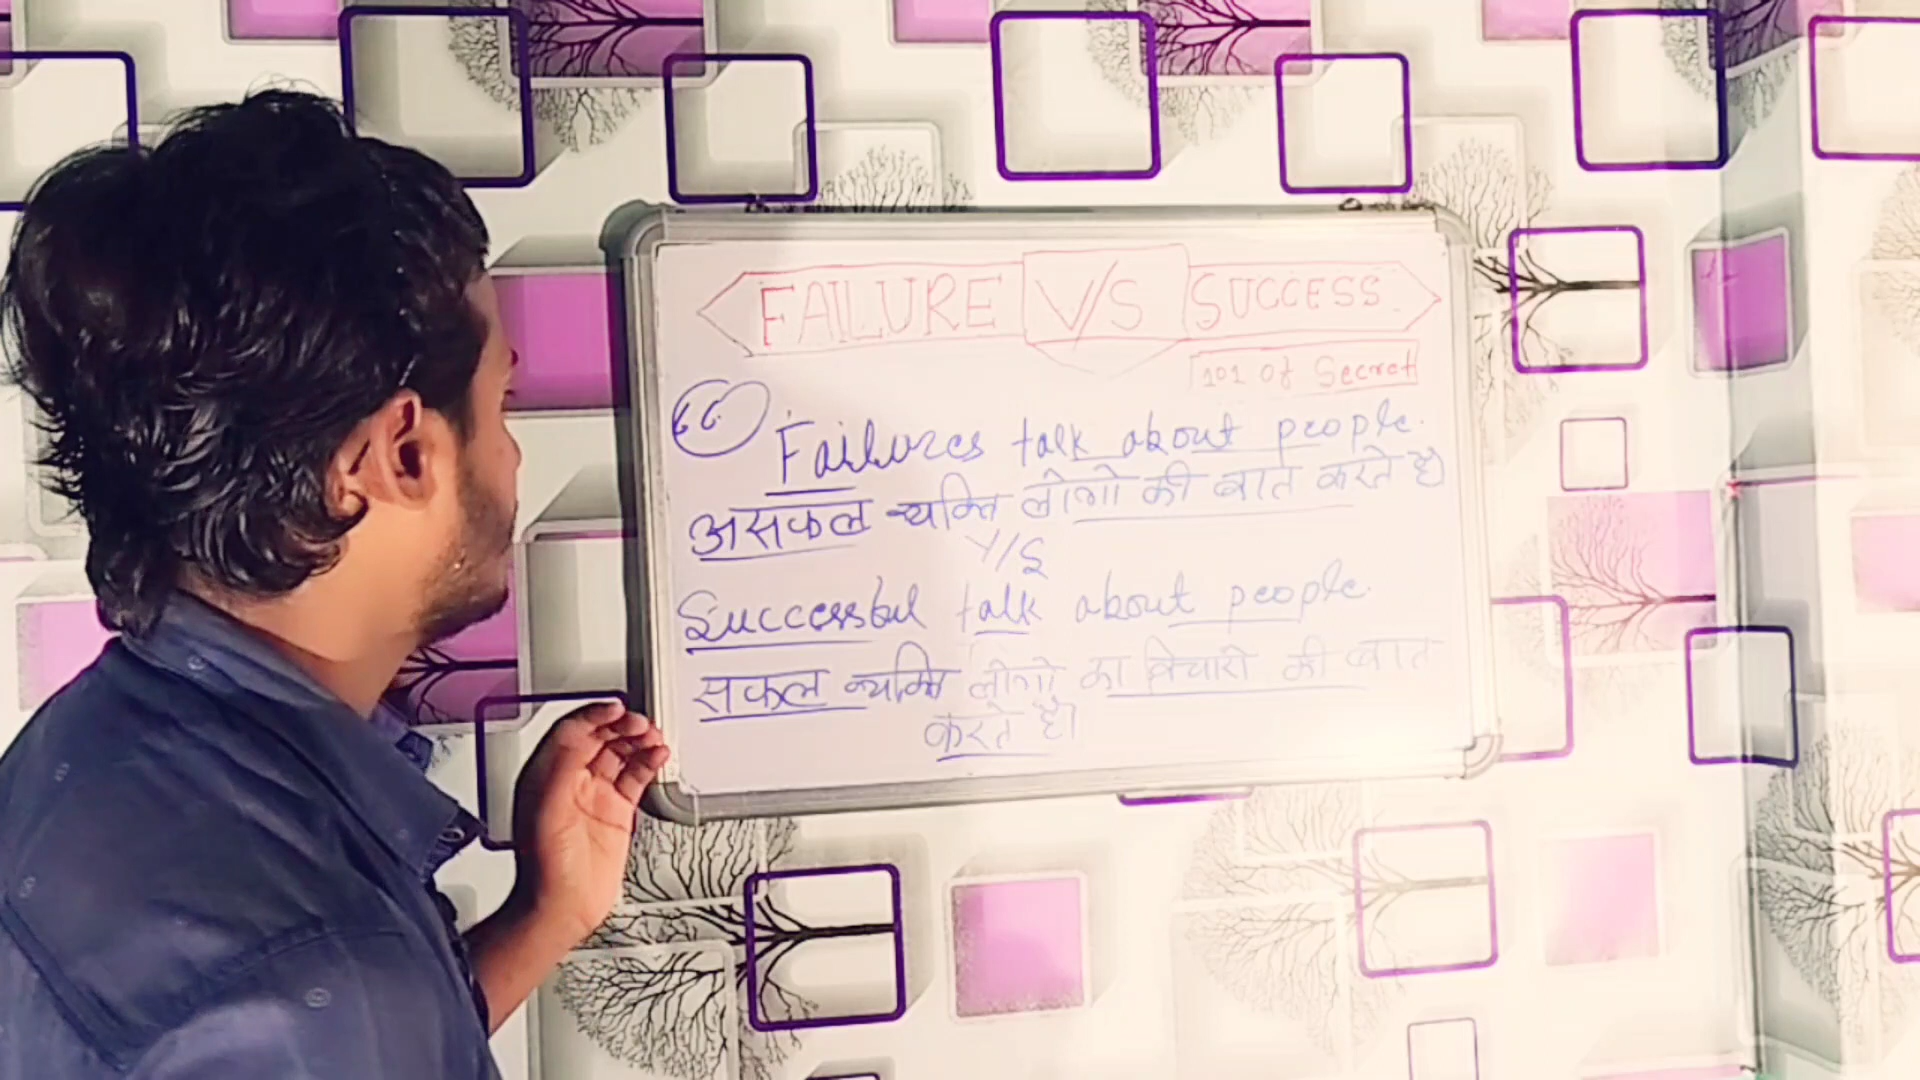 FAILURE V/S SUCCESS
101 of Secret
66 Failures talk about people.
असफल व्यक्ति लोगो की बात करते है।
V/S
Successful talk about people.
सफल व्यक्ति लोगो का विचारो की बात
करते है।